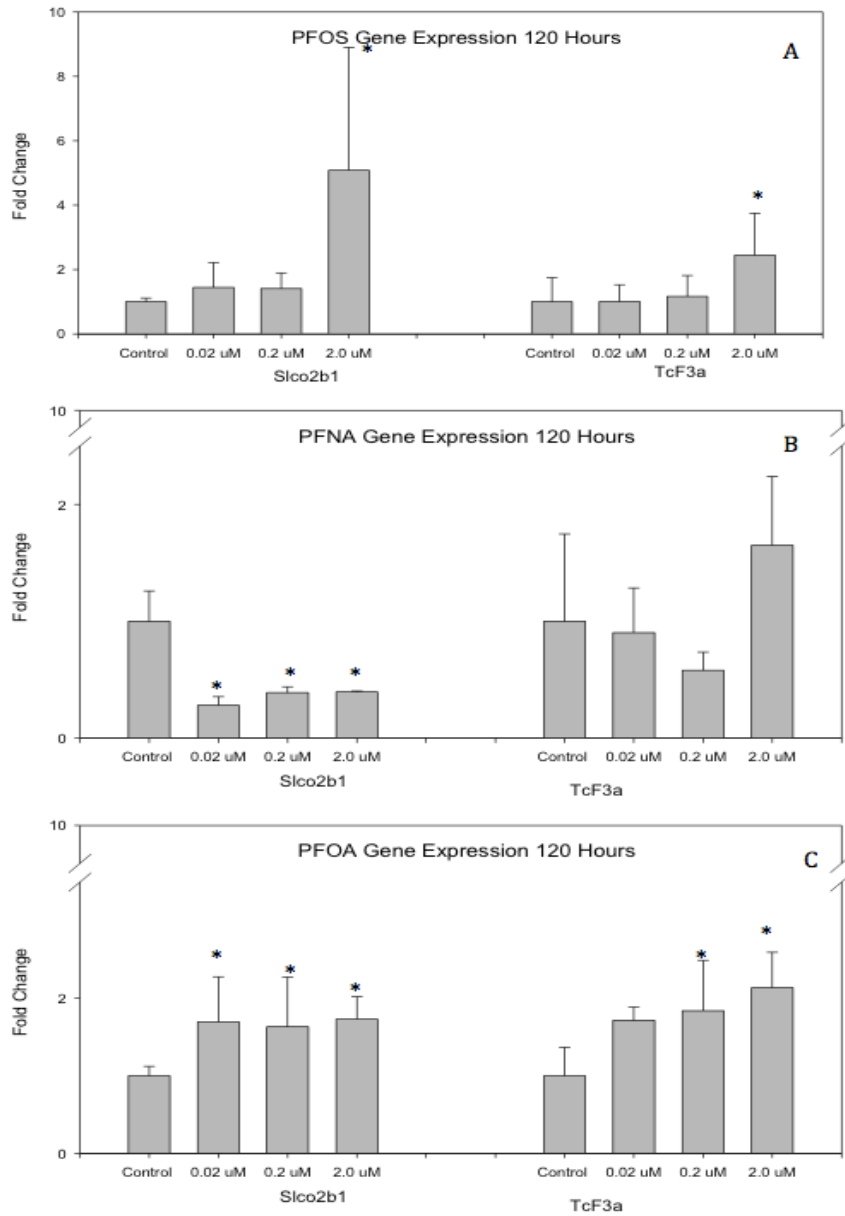 PFOS Gene Expression 120 Hours
A
*
*
10
8
6
4
2
0
Fold Change
Control 0.02 uM 0.2 uM 2.0 uM Control 0.02 uM 0.2 uM 2.0 uM
Slco2b1 TcF3a
PFNA Gene Expression 120 Hours
B
* * *
10
2
0
Fold Change
Control 0.02 uM 0.2 uM 2.0 uM Control 0.02 uM 0.2 uM 2.0 uM
Slco2b1 TcF3a
PFOA Gene Expression 120 Hours
C
* * * * *
10
2
0
Fold Change
Control 0.02 uM 0.2 uM 2.0 uM Control 0.02 uM 0.2 uM 2.0 uM
Slco2b1 TcF3a